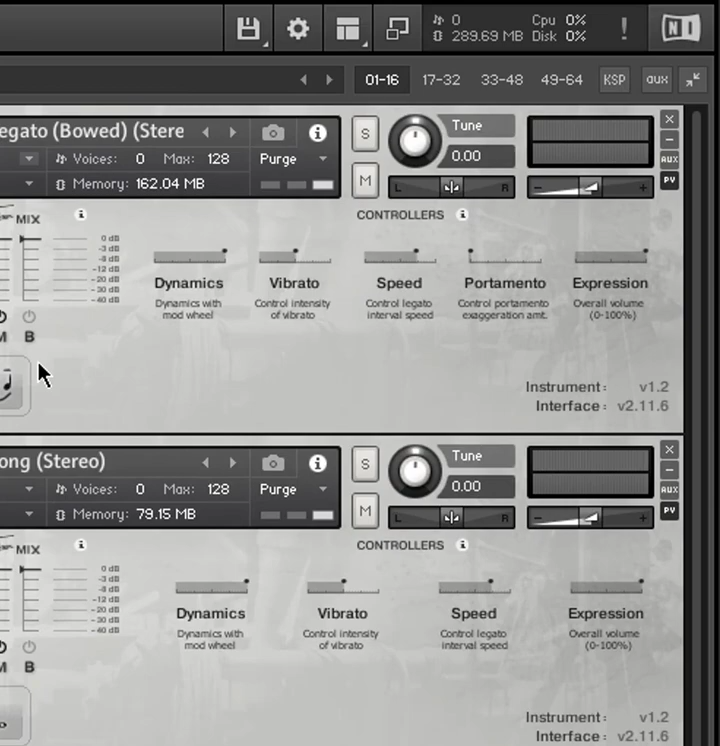 0 Cpu 0%
289.69 MB Disk 0%
!
NI
01-16 17-32 33-48 49-64 KSP aux
egato (Bowed) (Stere
Voices: 0 Max: 128 Purge
Memory: 162.04 MB
S
M
Tune
0.00
L R
- +
×
-
AUX
PV
MIX
0 dB
-3 dB
-8 dB
-12 dB
-20 dB
-30 dB
-40 dB
M B
CONTROLLERS
Dynamics Vibrato Speed Portamento Expression
Dynamics with Control intensity Control legato Control portamento Overall volume
mod wheel of vibrato interval speed exaggeration amt. (0-100%)
Instrument: v1.2
Interface: v2.11.6
ong (Stereo)
Voices: 0 Max: 128 Purge
Memory: 79.15 MB
S
M
Tune
0.00
L R
- +
×
-
AUX
PV
MIX
0 dB
-3 dB
-8 dB
-12 dB
-20 dB
-30 dB
-40 dB
M B
CONTROLLERS
Dynamics Vibrato Speed Expression
Dynamics with Control intensity Control legato Overall volume
mod wheel of vibrato interval speed (0-100%)
Instrument: v1.2
Interface: v2.11.6